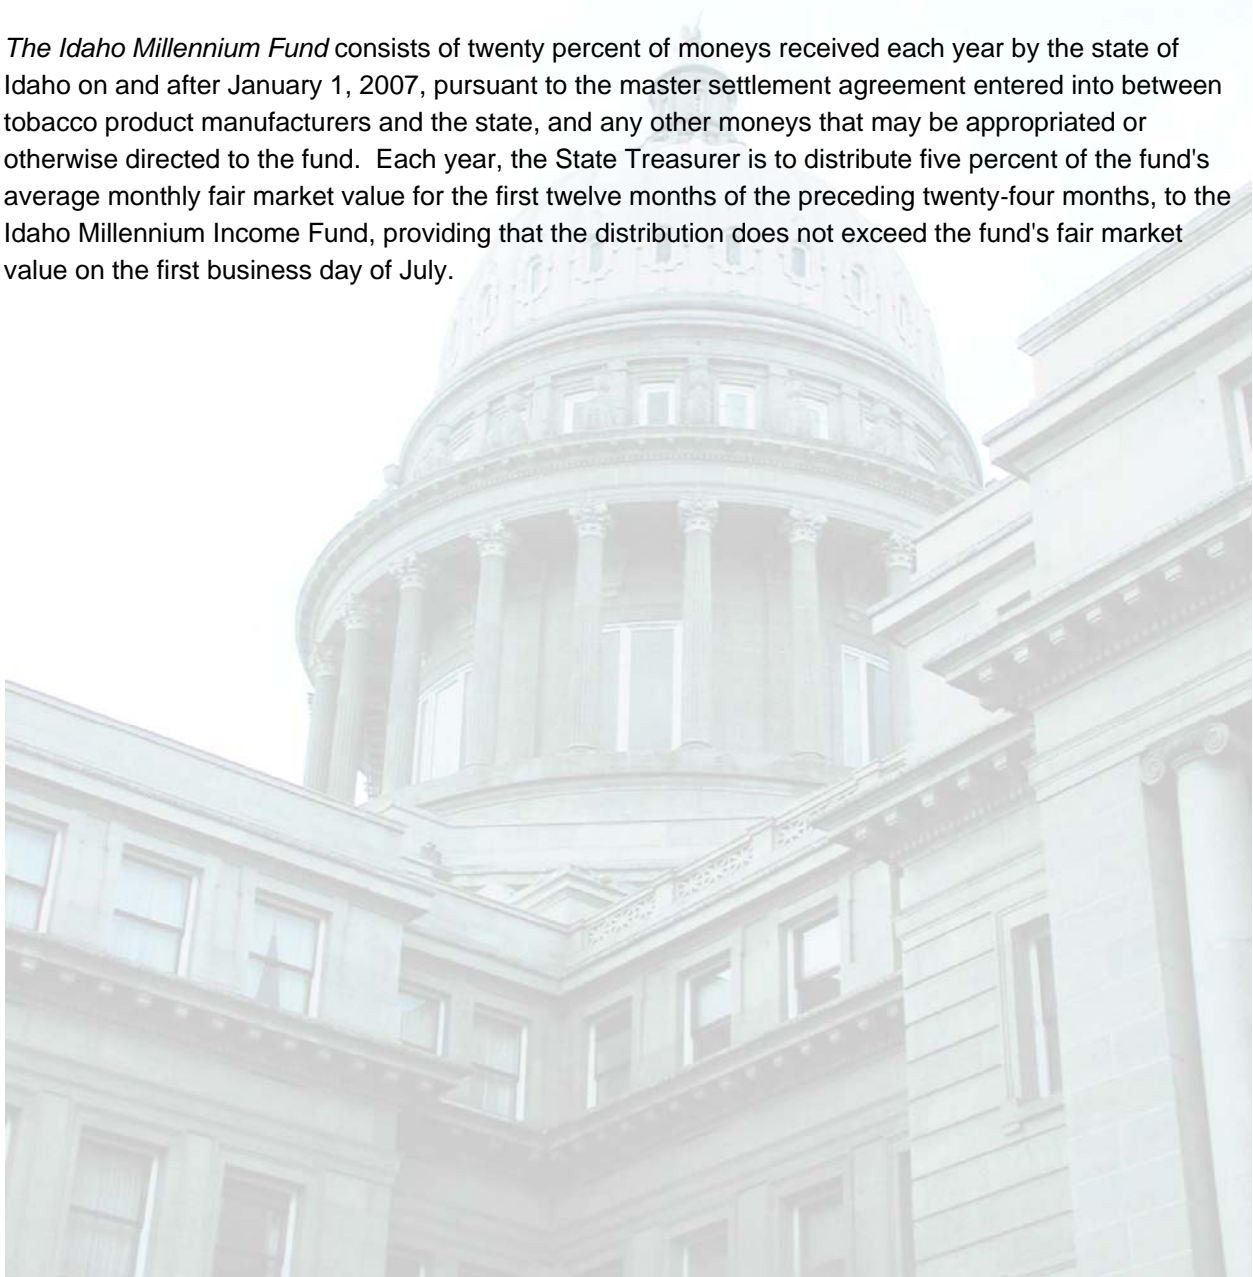 The Idaho Millennium Fund consists of twenty percent of moneys received each year by the state of
Idaho on and after January 1, 2007, pursuant to the master settlement agreement entered into between
tobacco product manufacturers and the state, and any other moneys that may be appropriated or
otherwise directed to the fund.  Each year, the State Treasurer is to distribute five percent of the fund's
average monthly fair market value for the first twelve months of the preceding twenty-four months, to the
Idaho Millennium Income Fund, providing that the distribution does not exceed the fund's fair market
value on the first business day of July.